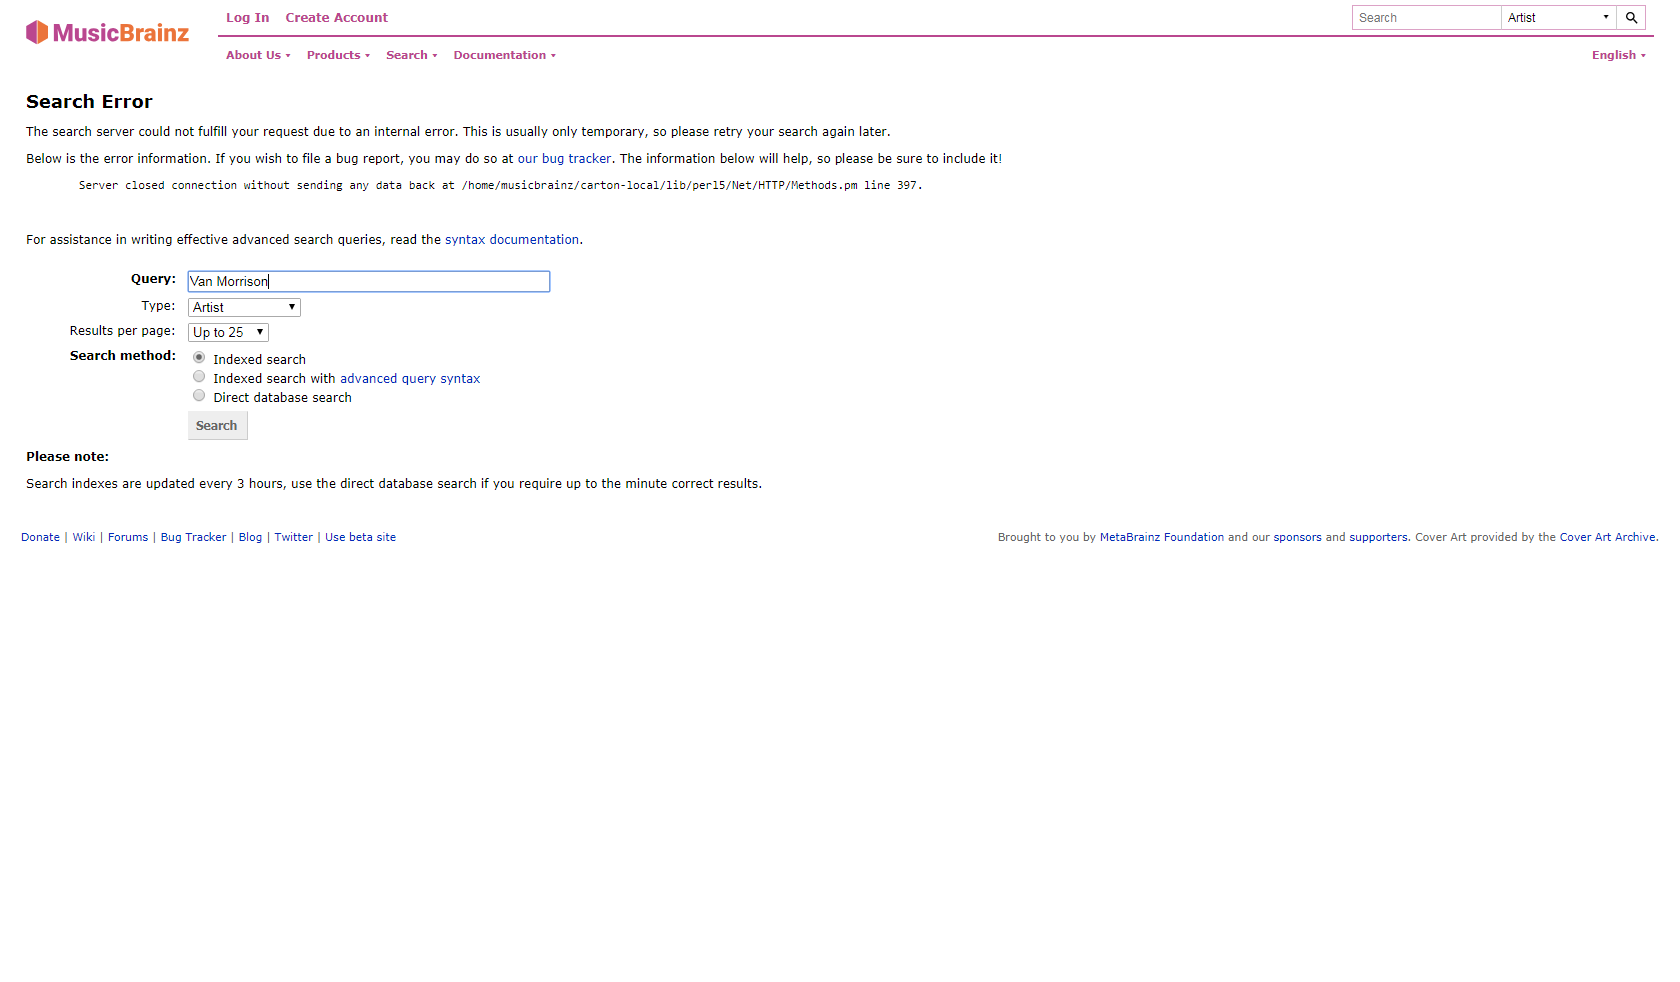 MusicBrainz
Log In Create Account
Search Artist
About Us Products Search Documentation English
Search Error
The search server could not fulfill your request due to an internal error. This is usually only temporary, so please retry your search again later.
Below is the error information. If you wish to file a bug report, you may do so at our bug tracker. The information below will help, so please be sure to include it!
Server closed connection without sending any data back at /home/musicbrainz/carton-local/lib/perl5/Net/HTTP/Methods.pm line 397.
For assistance in writing effective advanced search queries, read the syntax documentation.
Query: Van Morrison
Type: Artist
Results per page: Up to 25
Search method: Indexed search
Indexed search with advanced query syntax
Direct database search
Search
Please note:
Search indexes are updated every 3 hours, use the direct database search if you require up to the minute correct results.
Donate | Wiki | Forums | Bug Tracker | Blog | Twitter | Use beta site
Brought to you by MetaBrainz Foundation and our sponsors and supporters. Cover Art provided by the Cover Art Archive.